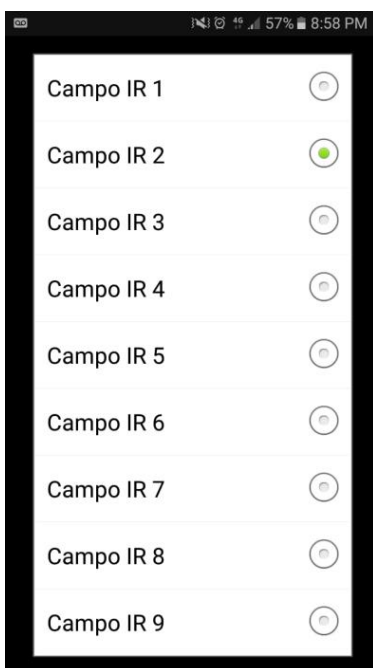 57% 8:58 PM
Campo IR 1
Campo IR 2
Campo IR 3
Campo IR 4
Campo IR 5
Campo IR 6
Campo IR 7
Campo IR 8
Campo IR 9